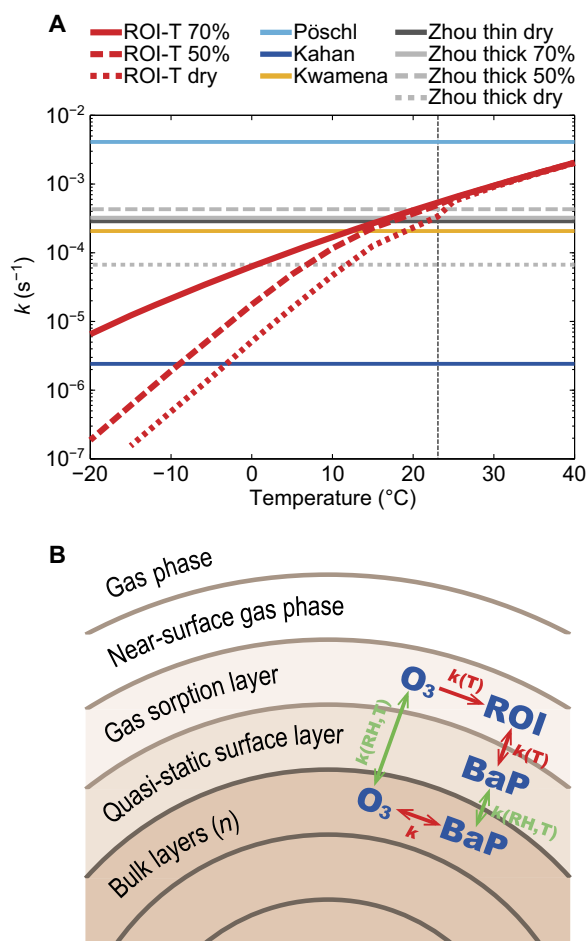 A
ROI-T 70%
ROI-T 50%
ROI-T dry
Pöschl
Kahan
Kwamena
Zhou thin dry
Zhou thick 70%
Zhou thick 50%
Zhou thick dry
10⁻²
10⁻³
10⁻⁴
10⁻⁵
10⁻⁶
10⁻⁷
k (s⁻¹)
−20 −10 0 10 20 30 40
Temperature (°C)
B
Gas phase
Near-surface gas phase
Gas sorption layer
Quasi-static surface layer
Bulk layers (n)
O₃
k(T)
ROI
k(T)
k(RH,T)
BaP
k(RH,T)
O₃
k
BaP